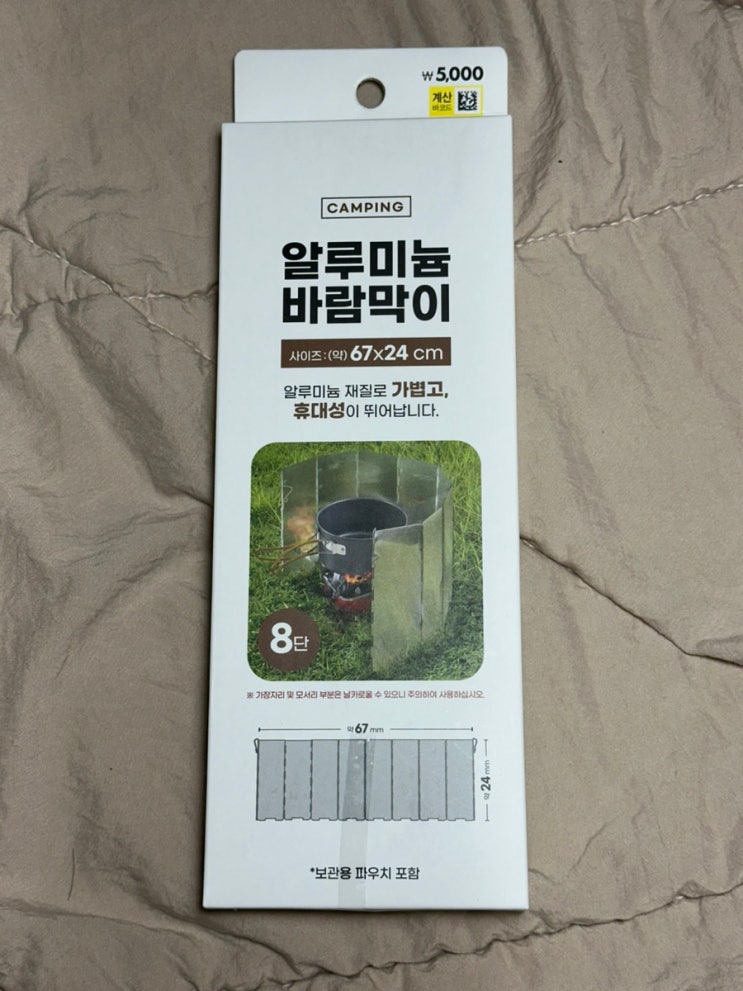 ₩5,000
계산
바코드
CAMPING
알루미늄
바람막이
사이즈:(약) 67x24 cm
알루미늄 재질로 가볍고,
휴대성이 뛰어납니다.
8단
※ 가장자리 및 모서리 부분은 날카로울 수 있으니 주의하여 사용하십시오.
약 67 mm
약 24 mm
*보관용 파우치 포함